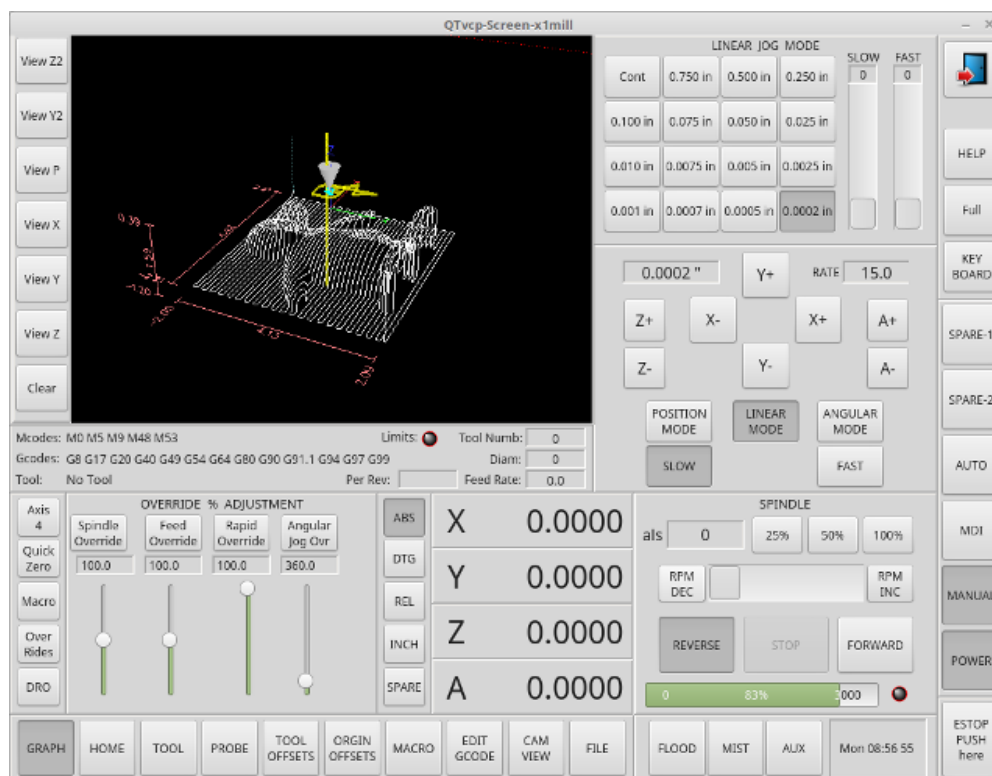 QTvcp-Screen-x1mill
View Z2
View Y2
View P
View X
View Y
View Z
Clear
LINEAR JOG MODE
SLOW FAST
0 0
Cont 0.750 in 0.500 in 0.250 in
0.100 in 0.075 in 0.050 in 0.025 in
0.010 in 0.0075 in 0.005 in 0.0025 in
0.001 in 0.0007 in 0.0005 in 0.0002 in
HELP
Full
KEY
BOARD
SPARE-1
SPARE-2
AUTO
MDI
MANUAL
POWER
ESTOP
PUSH
here
0.0002 " Y+ RATE 15.0
Z+ X- X+ A+
Z- Y- A-
POSITION
MODE
LINEAR
MODE
ANGULAR
MODE
SLOW FAST
0.39
-2.06
4.15
2.09
Mcodes: M0 M5 M9 M48 M53 Limits: Tool Numb: 0
Gcodes: G8 G17 G20 G40 G49 G54 G64 G80 G90 G91.1 G94 G97 G99 Diam: 0
Tool: No Tool Per Rev: Feed Rate: 0.0
Axis
4
Quick
Zero
Macro
Over
Rides
DRO
OVERRIDE % ADJUSTMENT
Spindle
Override
Feed
Override
Rapid
Override
Angular
Jog Ovr
100.0 100.0 100.0 360.0
ABS
DTG
REL
INCH
SPARE
X 0.0000
Y 0.0000
Z 0.0000
A 0.0000
SPINDLE
als 0 25% 50% 100%
RPM
DEC
RPM
INC
REVERSE STOP FORWARD
0 83% 3000
GRAPH
HOME
TOOL
PROBE
TOOL
OFFSETS
ORGIN
OFFSETS
MACRO
EDIT
GCODE
CAM
VIEW
FILE
FLOOD
MIST
AUX
Mon 08:56 55